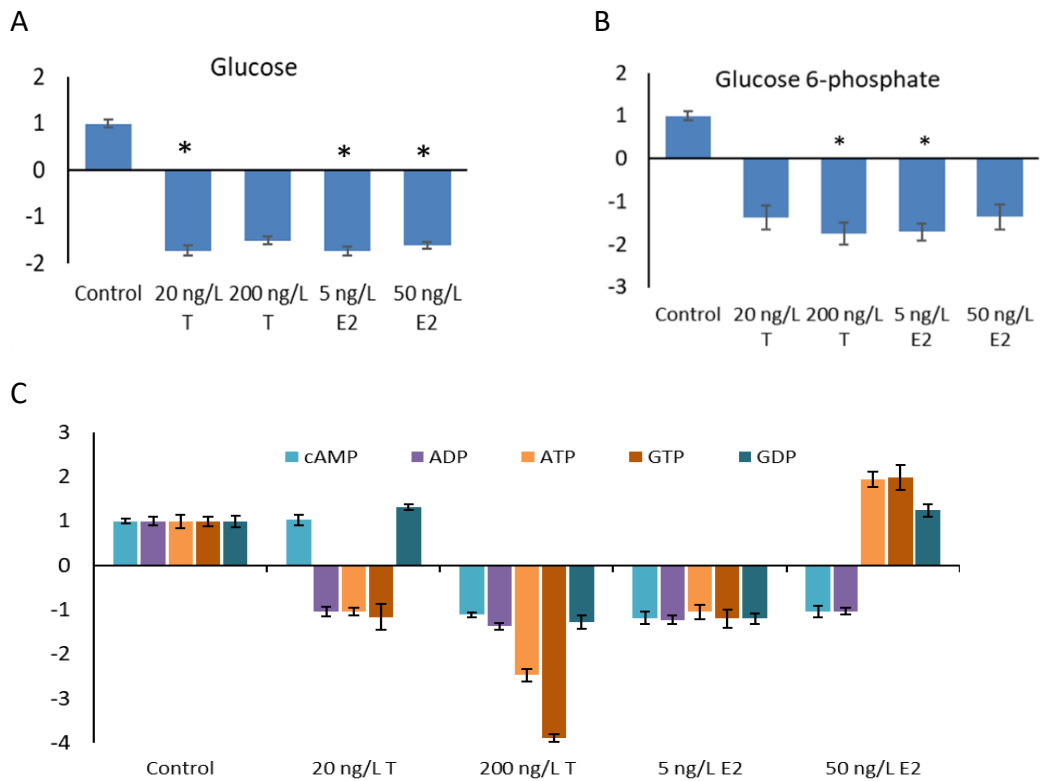 A
Glucose
2
1
0
-1
-2
* * *
Control 20 ng/L 200 ng/L 5 ng/L 50 ng/L
T T E2 E2
B
Glucose 6-phosphate
2
1
0
-1
-2
-3
* *
Control 20 ng/L 200 ng/L 5 ng/L 50 ng/L
T T E2 E2
C
3
2
1
0
-1
-2
-3
-4
cAMP ADP ATP GTP GDP
Control 20 ng/L T 200 ng/L T 5 ng/L E2 50 ng/L E2